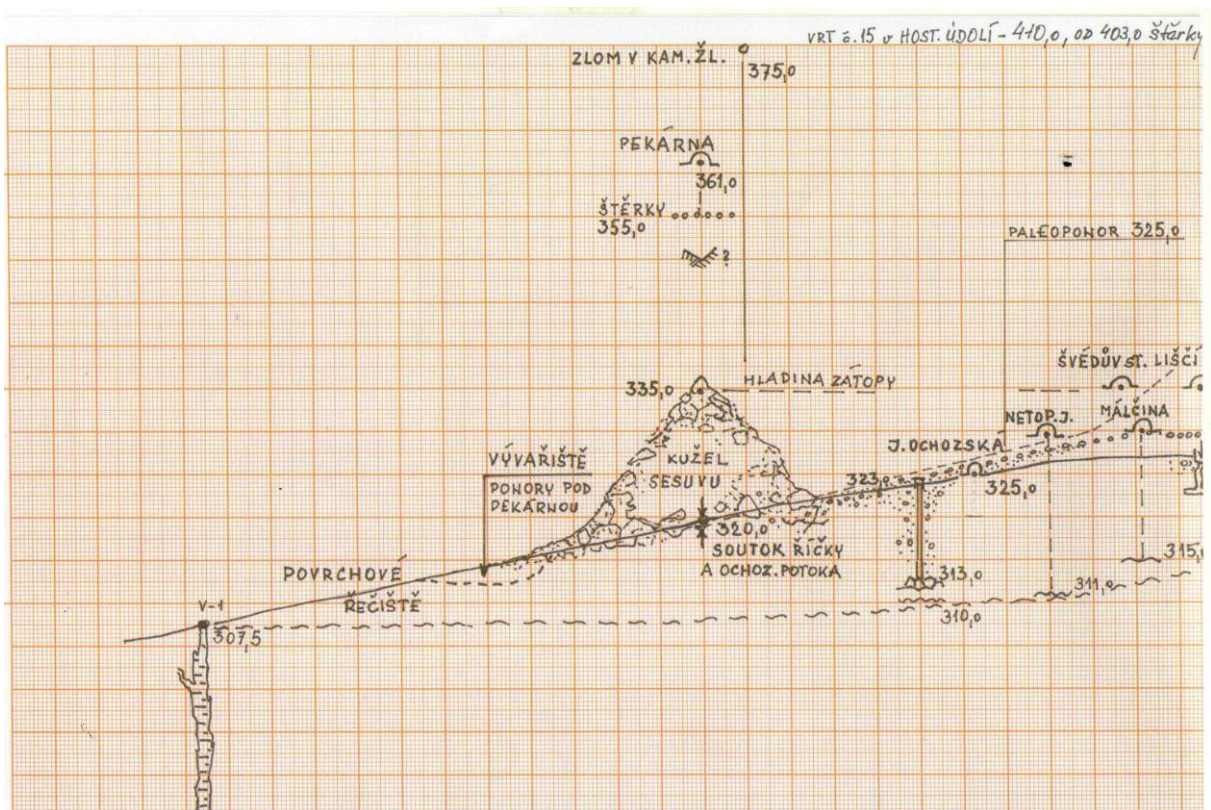 VRT č.15 v HOST. ÚDOLÍ - 410,0, OD 403,0 štěrky
ZLOM V KAM. ŽL.
375,0
PEKÁRNA
361,0
ŠTĚRKY
355,0
?
PALEOPONOR 325,0
ŠVÉDŮV ST. LIŠČÍ
335,0
HLADINA ZÁTOPY
NETOP. J.
MÁLČINA
J. OCHOZSKÁ
VÝVAŘIŠTĚ
PONORY POD
PEKÁRNOU
KUŽEL
SESUVU
323,0
325,0
320,0
SOUTOK ŘÍČKY
A OCHOZ. POTOKA
315,0
313,0
311,0
310,0
POVRCHOVÉ
ŘEČIŠTĚ
V-1
307,5